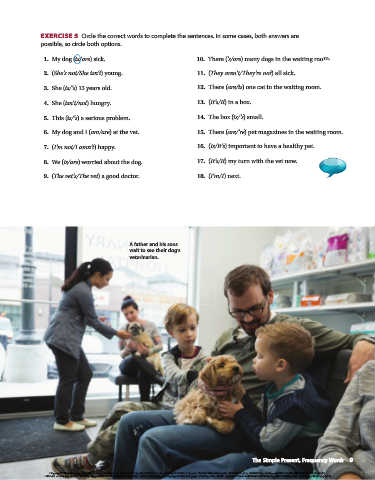 EXERCISE 5 Circle the correct words to complete the sentences. In some cases, both answers are
possible, so circle both options.
1. My dog (is/are) sick.
2. (She's not/She isn't) young.
3. She (is/'s) 13 years old.
4. She (isn't/not) hungry.
5. This (is/'s) a serious problem.
6. My dog and I (am/are) at the vet.
7. (I'm not/I amn't) happy.
8. We (is/are) worried about the dog.
9. (The vet's/The vet) a good doctor.
10. There ('s/are) many dogs in the waiting room.
11. (They aren't/They're not) all sick.
12. There (are/is) one cat in the waiting room.
13. (It's/It) in a box.
14. The box (is/'s) small.
15. There (are/'re) pet magazines in the waiting room.
16. (Is/It's) important to have a healthy pet.
17. (It's/It) my turn with the vet now.
18. (I'm/I) next.
A father and his sons
wait to see their dog's
veterinarian.
The Simple Present, Frequency Words 9